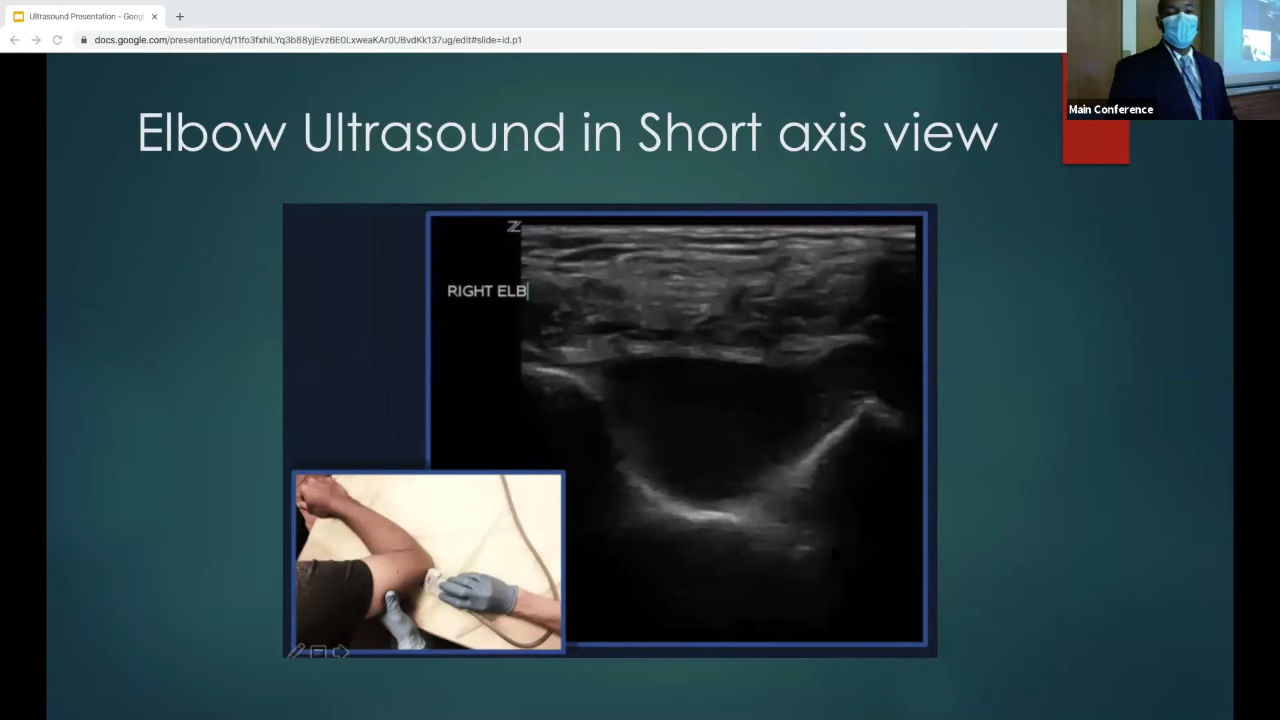 Ultrasound Presentation - Goog
docs.google.com/presentation/d/11fo3fxhiLYq3b88yjEvz6E0LxweaKAr0UBvdKk137ug/edit#slide=id.p1
Main Conference
Elbow Ultrasound in Short axis view
Z
RIGHT ELB